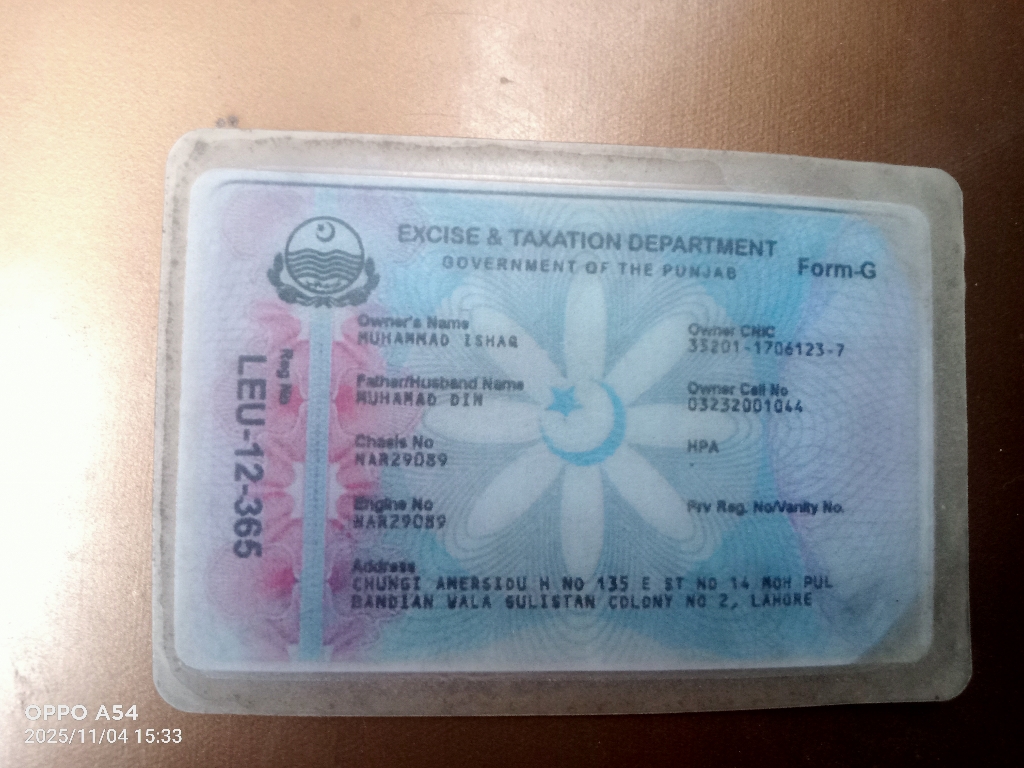 EXCISE & TAXATION DEPARTMENT
GOVERNMENT OF THE PUNJAB
Form-G
Reg No
LEU-12-365
Owner's Name
MUHAMMAD ISHAQ
Owner CNIC
35201-1706123-7
Father/Husband Name
MUHAMAD DIN
Owner Cell No
03232001044
Chasis No
NAR29089
HPA
Engine No
NAR29089
Prv Reg. No/Vanity No.
Address
CHUNGI AMERSIDU H NO 135 E ST NO 14 MOH PUL
BANDIAN WALA GULISTAN COLONY NO 2, LAHORE
OPPO A54
2025/11/04 15:33